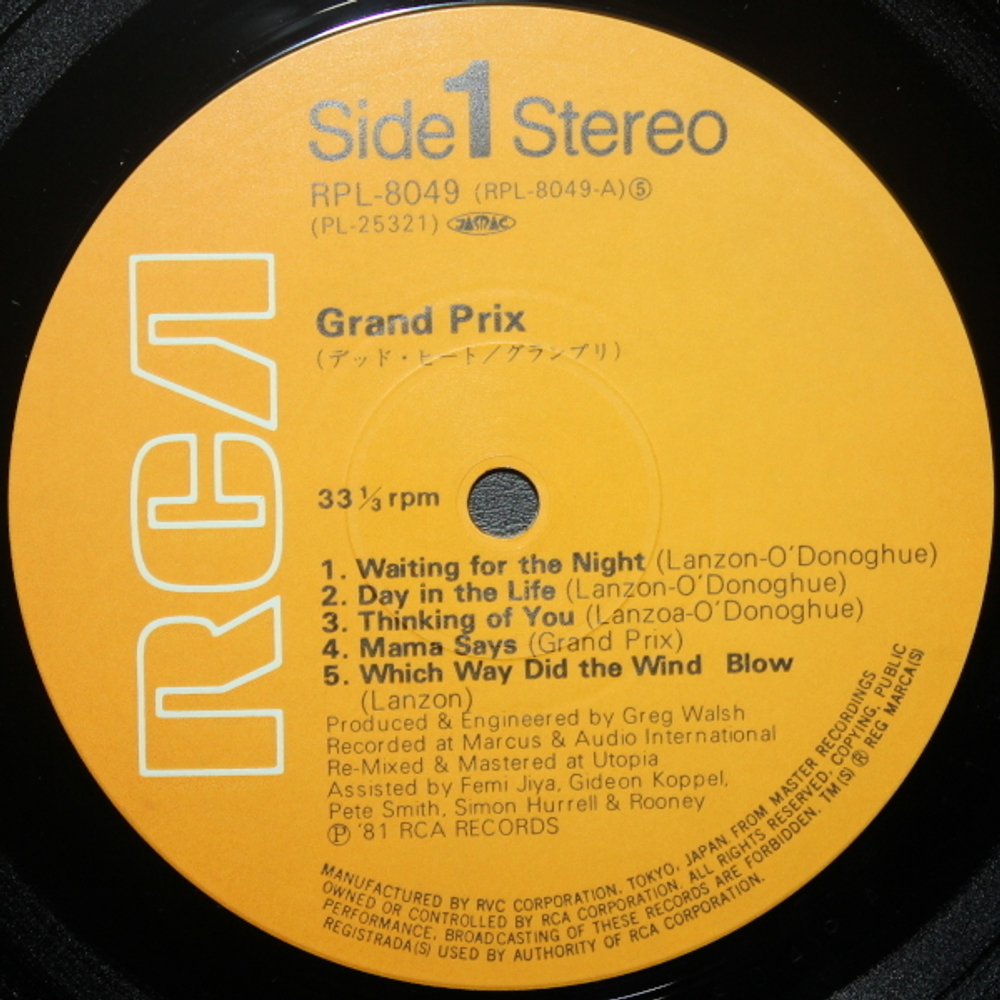 Side 1 Stereo
RPL-8049 (RPL-8049-A)⑤
(PL-25321) JASRAC
RCA
Grand Prix
(デッド・ヒート/グランプリ)
33 1/3 rpm
1. Waiting for the Night (Lanzon-O'Donoghue)
2. Day in the Life (Lanzon-O'Donoghue)
3. Thinking of You (Lanzoa-O'Donoghue)
4. Mama Says (Grand Prix)
5. Which Way Did the Wind Blow
(Lanzon)
Produced & Engineered by Greg Walsh
Recorded at Marcus & Audio International
Re-Mixed & Mastered at Utopia
Assisted by Femi Jiya, Gideon Koppel,
Pete Smith, Simon Hurrell & Rooney
Ⓟ '81 RCA RECORDS
MANUFACTURED BY RVC CORPORATION, TOKYO, JAPAN FROM MASTER RECORDINGS
OWNED OR CONTROLLED BY RCA CORPORATION. ALL RIGHTS RESERVED, COPYING, PUBLIC
PERFORMANCE, BROADCASTING OF THESE RECORDS ARE FORBIDDEN. TM(S) ® REG MARCA(S)
REGISTRADA(S) USED BY AUTHORITY OF RCA CORPORATION.